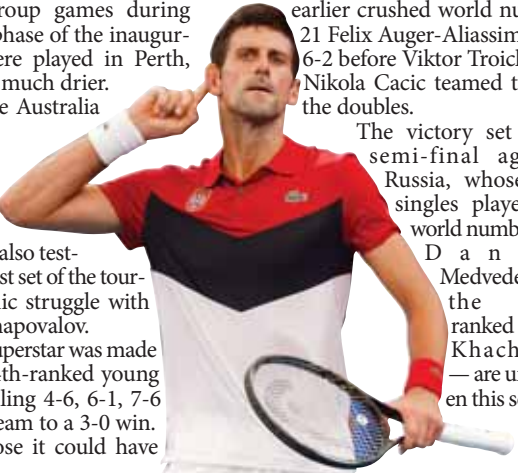 roup games during
phase of the inaugur-
ere played in Perth,
much drier.
e Australia
also test-
st set of the tour-
nic struggle with
hapovalov.
uperstar was made
th-ranked young
ling 4-6, 6-1, 7-6
eam to a 3-0 win.
ose it could have
earlier crushed world nu
21 Felix Auger-Aliassim
6-2 before Viktor Troick
Nikola Cacic teamed t
the doubles.
The victory set
semi-final ag
Russia, whose
singles playe
world numb
D a n
Medvede
the
ranked
Khach
— are u
en this s